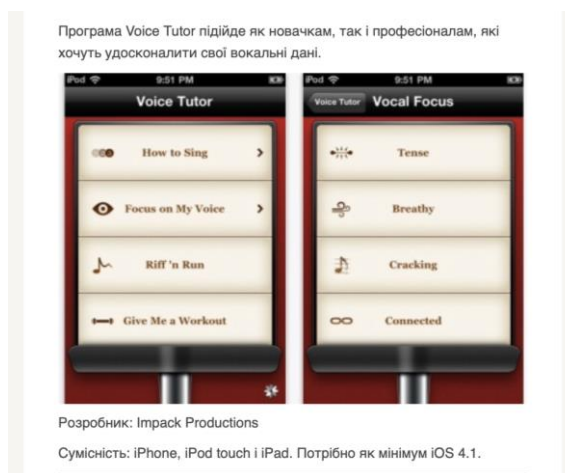 Програма Voice Tutor підійде як новачкам, так і професіоналам, які
хочуть удосконалити свої вокальні дані.
iPod 9:51 PM
Voice Tutor
How to Sing
Focus on My Voice
Riff 'n Run
Give Me a Workout
iPod 9:51 PM
Voice Tutor Vocal Focus
Tense
Breathy
Cracking
Connected
Розробник: Impack Productions
Сумісність: iPhone, iPod touch і iPad. Потрібно як мінімум iOS 4.1.